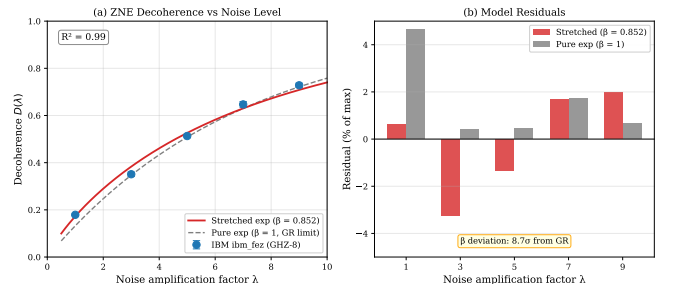 (a) ZNE Decoherence vs Noise Level
R² = 0.99
Decoherence D(λ)
1.0
0.8
0.6
0.4
0.2
0.0
0 2 4 6 8 10
Noise amplification factor λ
Stretched exp (β = 0.852)
Pure exp (β = 1, GR limit)
IBM ibm_fez (GHZ-8)
(b) Model Residuals
Stretched (β = 0.852)
Pure exp (β = 1)
Residual (% of max)
4
2
0
−2
−4
β deviation: 8.7σ from GR
1 3 5 7 9
Noise amplification factor λ